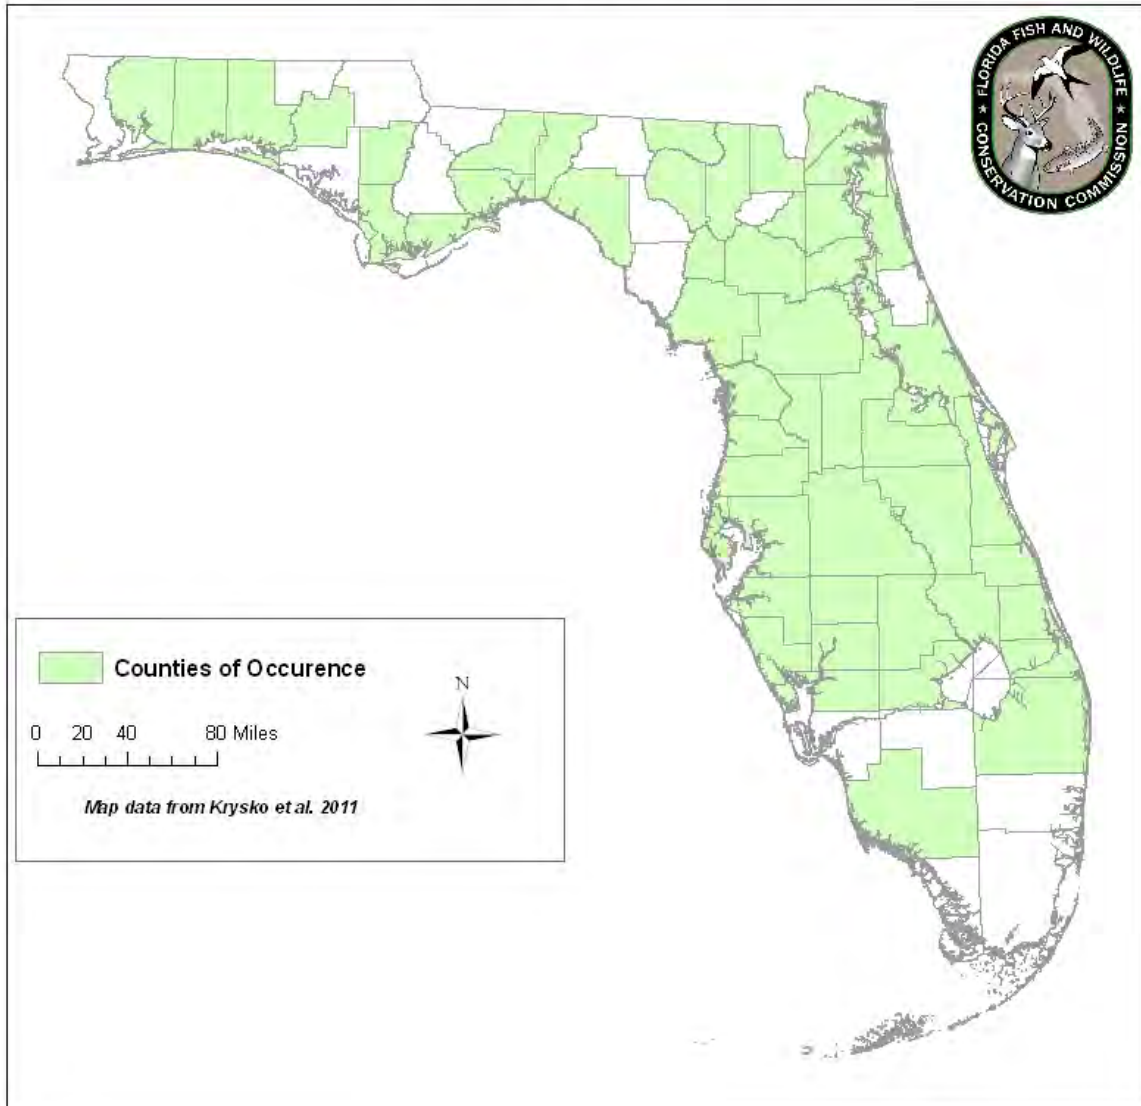 FLORIDA FISH AND WILDLIFE
CONSERVATION COMMISSION
Counties of Occurence
N
0 20 40 80 Miles
Map data from Krysko et al. 2011